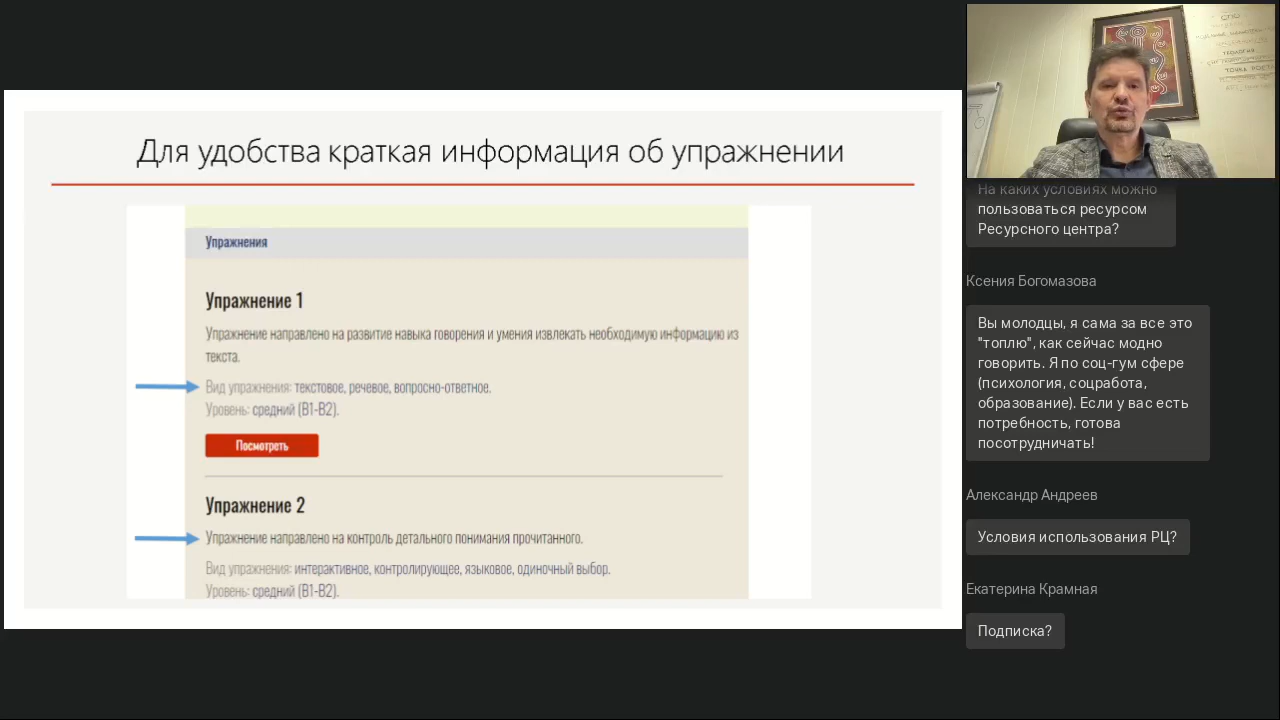 Для удобства краткая информация об упражнении
Упражнения
Упражнение 1
Упражнение направлено на развитие навыка говорения и умения извлекать необходимую информацию из
текста.
Вид упражнения: текстовое, речевое, вопросно-ответное.
Уровень: средний (В1-В2).
Посмотреть
Упражнение 2
Упражнение направлено на контроль детального понимания прочитанного.
Вид упражнения: интерактивное, контролирующее, языковое, одиночный выбор.
Уровень: средний (В1-В2).
На каких условиях можно
пользоваться ресурсом
Ресурсного центра?
Ксения Богомазова
Вы молодцы, я сама за все это
"топлю", как сейчас модно
говорить. Я по соц-гум сфере
(психология, соцработа,
образование). Если у вас есть
потребность, готова
посотрудничать!
Александр Андреев
Условия использования РЦ?
Екатерина Крамная
Подписка?